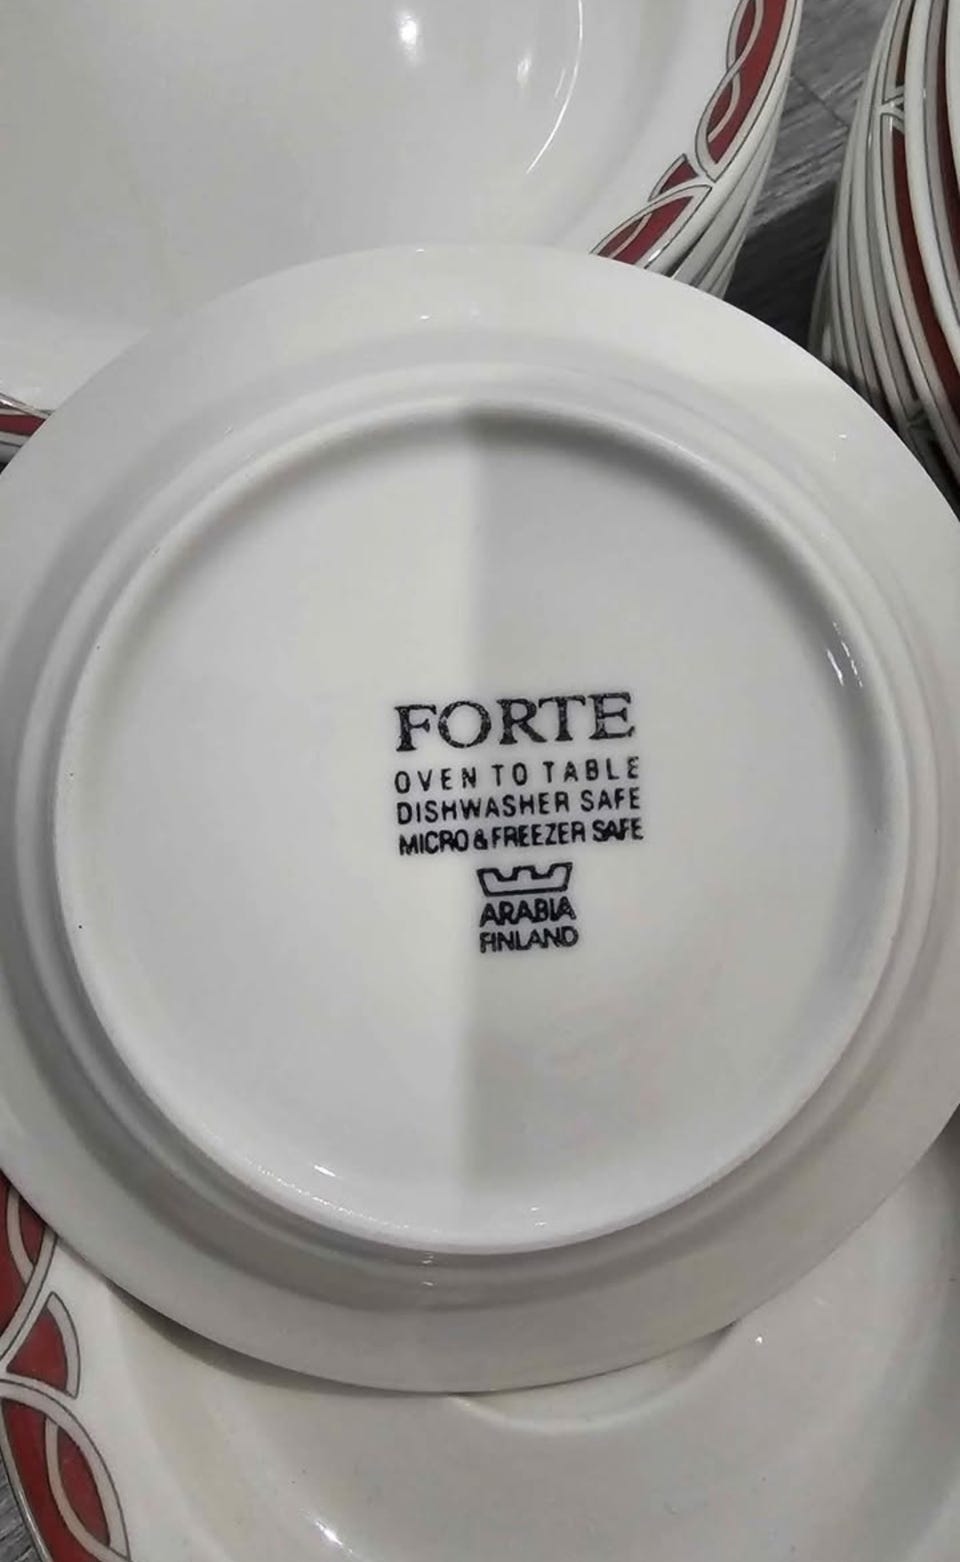 FORTE
OVEN TO TABLE
DISHWASHER SAFE
MICRO & FREEZER SAFE
ARABIA
FINLAND